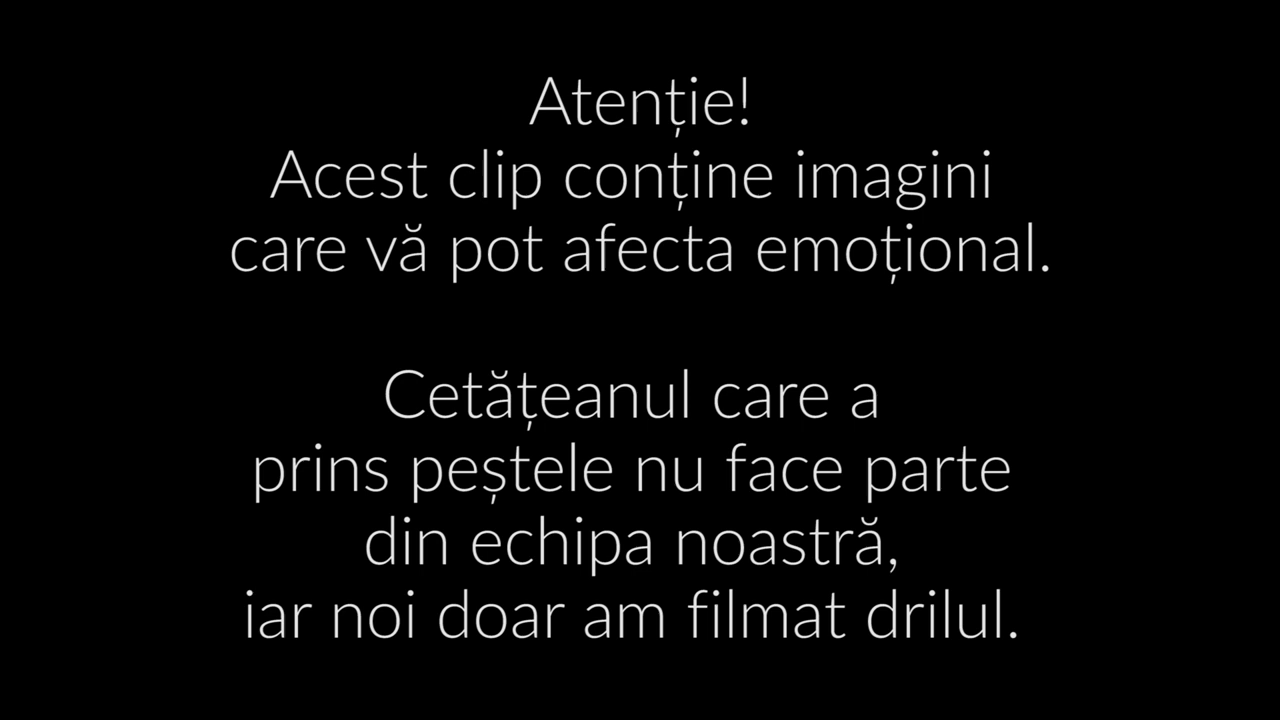 Atenție!
Acest clip conține imagini
care vă pot afecta emoțional.
Cetățeanul care a
prins peștele nu face parte
din echipa noastră,
iar noi doar am filmat drilul.